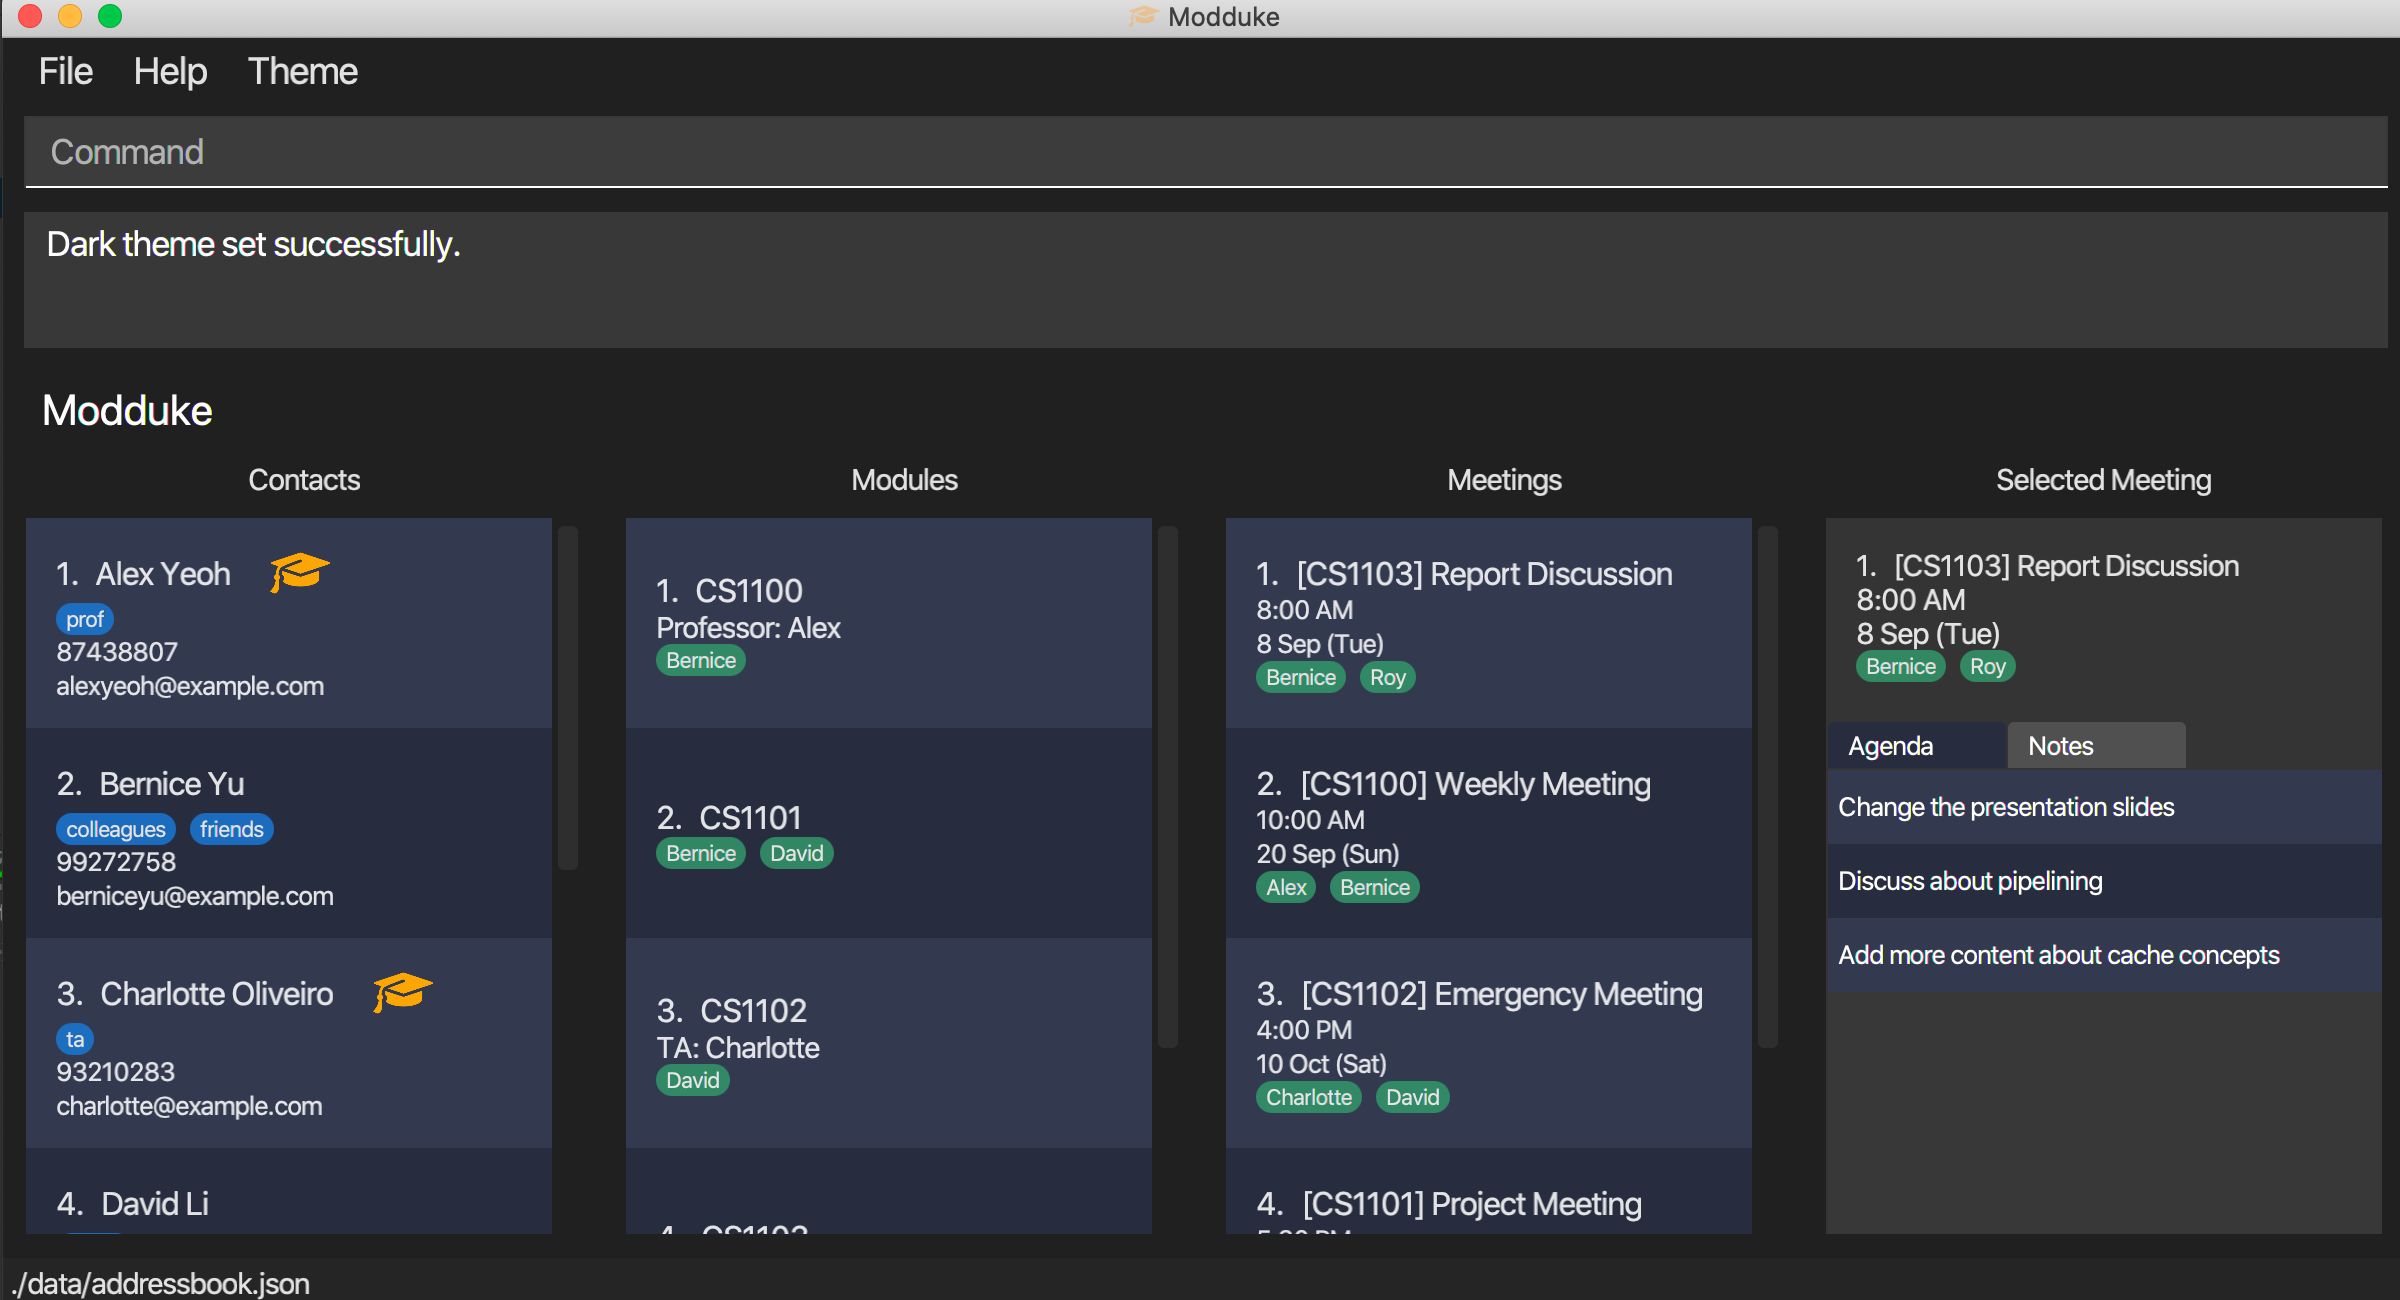 Modduke
File Help Theme
Command
Dark theme set successfully.
Modduke
Contacts
1. Alex Yeoh
prof
87438807
alexyeoh@example.com
2. Bernice Yu
colleagues friends
99272758
berniceyu@example.com
3. Charlotte Oliveiro
ta
93210283
charlotte@example.com
4. David Li
Modules
1. CS1100
Professor: Alex
Bernice
2. CS1101
Bernice David
3. CS1102
TA: Charlotte
David
Meetings
1. [CS1103] Report Discussion
8:00 AM
8 Sep (Tue)
Bernice Roy
2. [CS1100] Weekly Meeting
10:00 AM
20 Sep (Sun)
Alex Bernice
3. [CS1102] Emergency Meeting
4:00 PM
10 Oct (Sat)
Charlotte David
4. [CS1101] Project Meeting
Selected Meeting
1. [CS1103] Report Discussion
8:00 AM
8 Sep (Tue)
Bernice Roy
Agenda Notes
Change the presentation slides
Discuss about pipelining
Add more content about cache concepts
./data/addressbook.json